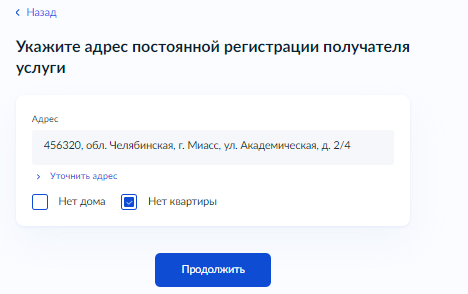 Назад
Укажите адрес постоянной регистрации получателя
услуги
Адрес
456320, обл. Челябинская, г. Миасс, ул. Академическая, д. 2/4
Уточнить адрес
Нет дома
Нет квартиры
Продолжить